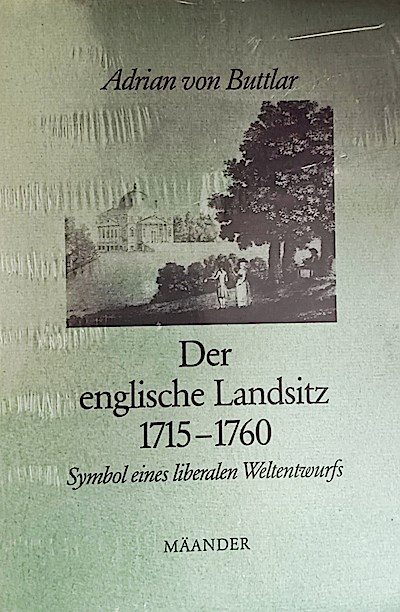 Adrian von Buttlar
Der
englische Landsitz
1715–1760
Symbol eines liberalen Weltentwurfs
MÄANDER